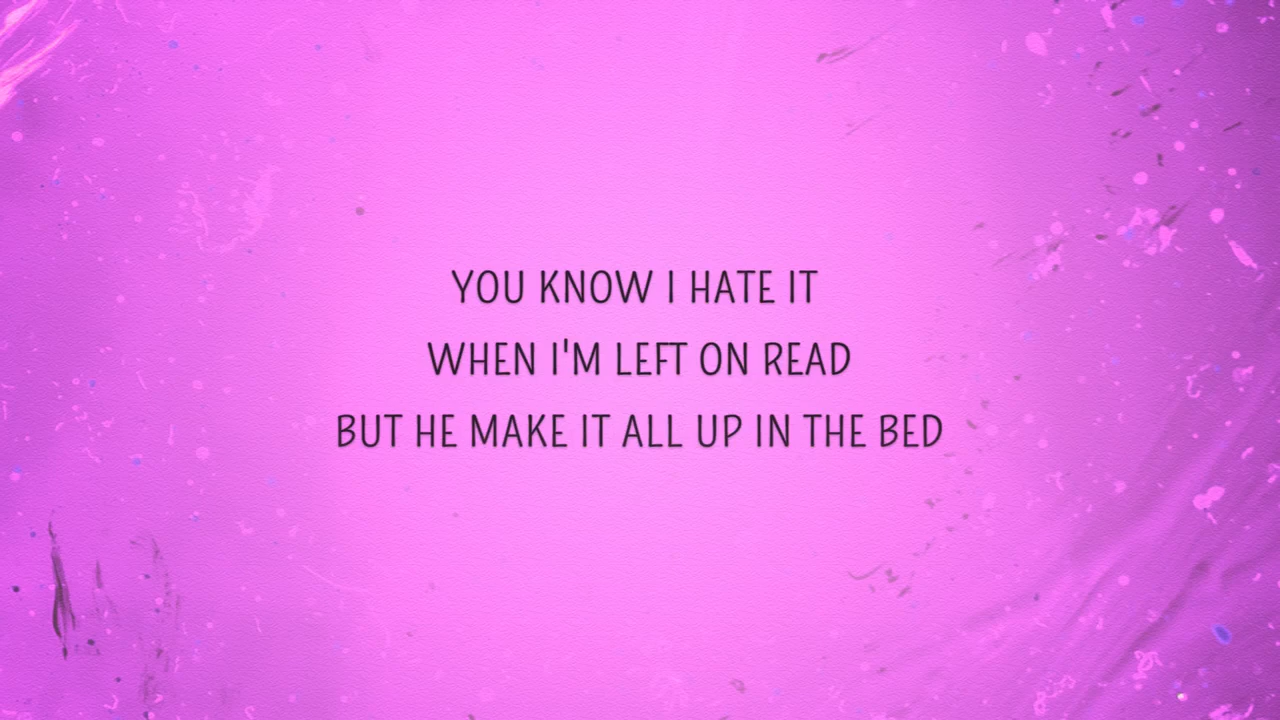 YOU KNOW I HATE IT
WHEN I'M LEFT ON READ
BUT HE MAKE IT ALL UP IN THE BED